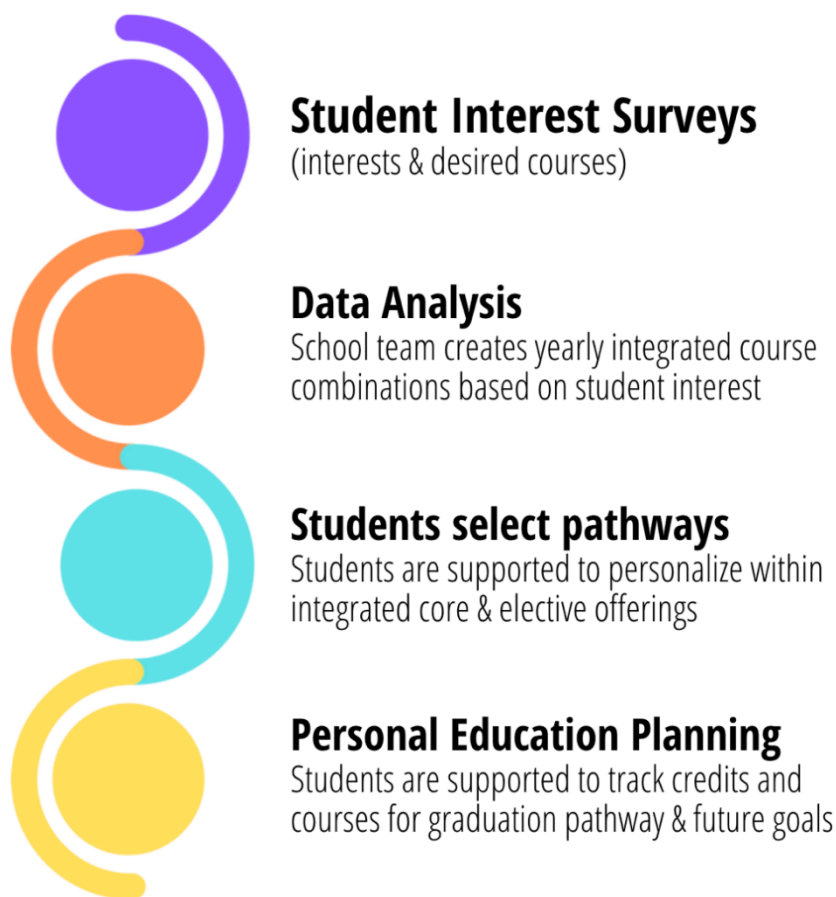 Student Interest Surveys
(interests & desired courses)
Data Analysis
School team creates yearly integrated course
combinations based on student interest
Students select pathways
Students are supported to personalize within
integrated core & elective offerings
Personal Education Planning
Students are supported to track credits and
courses for graduation pathway & future goals